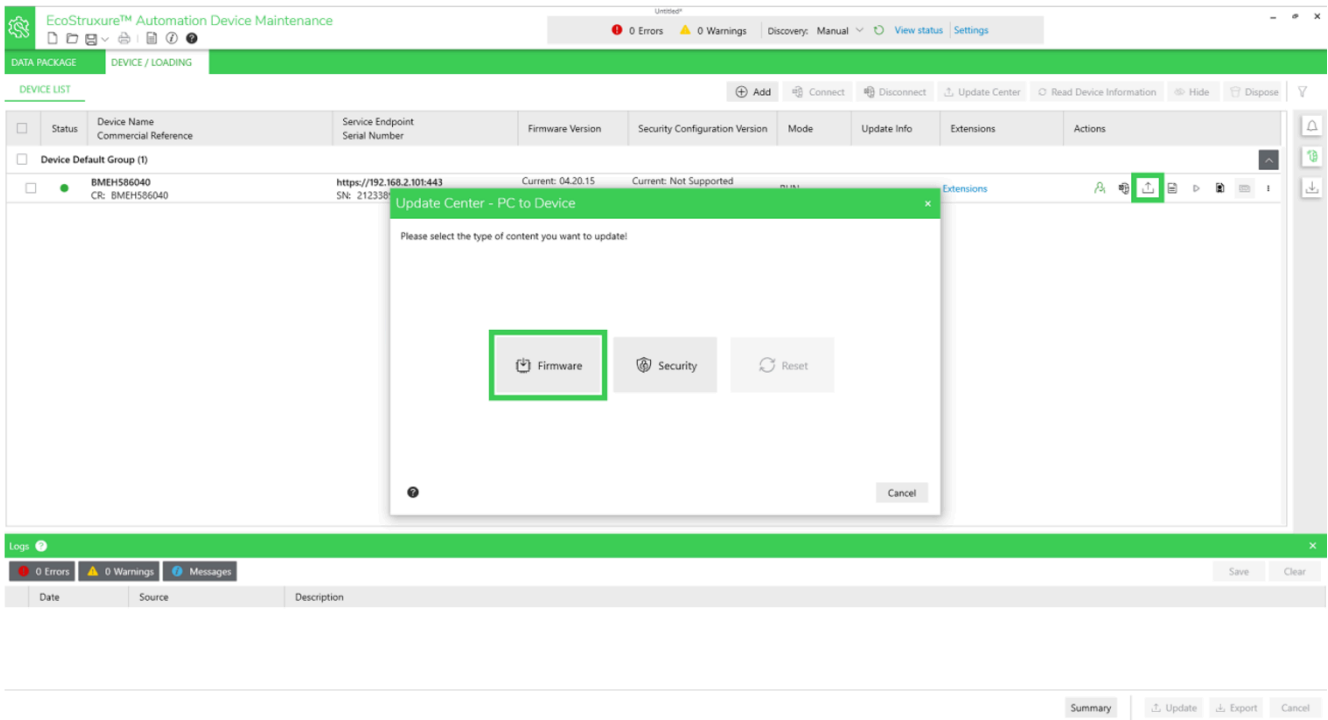 Untitled*
EcoStruxure™ Automation Device Maintenance
0 Errors 0 Warnings Discovery: Manual View status Settings
DATA PACKAGE DEVICE / LOADING
DEVICE LIST
Add Connect Disconnect Update Center Read Device Information Hide Dispose
Status Device Name Service Endpoint Firmware Version Security Configuration Version Mode Update Info Extensions Actions
Commercial Reference Serial Number
Device Default Group (1)
BMEH586040 https://192.168.2.101:443 Current: 04.20.15 Current: Not Supported Extensions
CR: BMEH586040 SN: 212338
Update Center - PC to Device
Please select the type of content you want to update!
Firmware Security Reset
Cancel
Logs
0 Errors 0 Warnings Messages Save Clear
Date Source Description
Summary Update Export Cancel